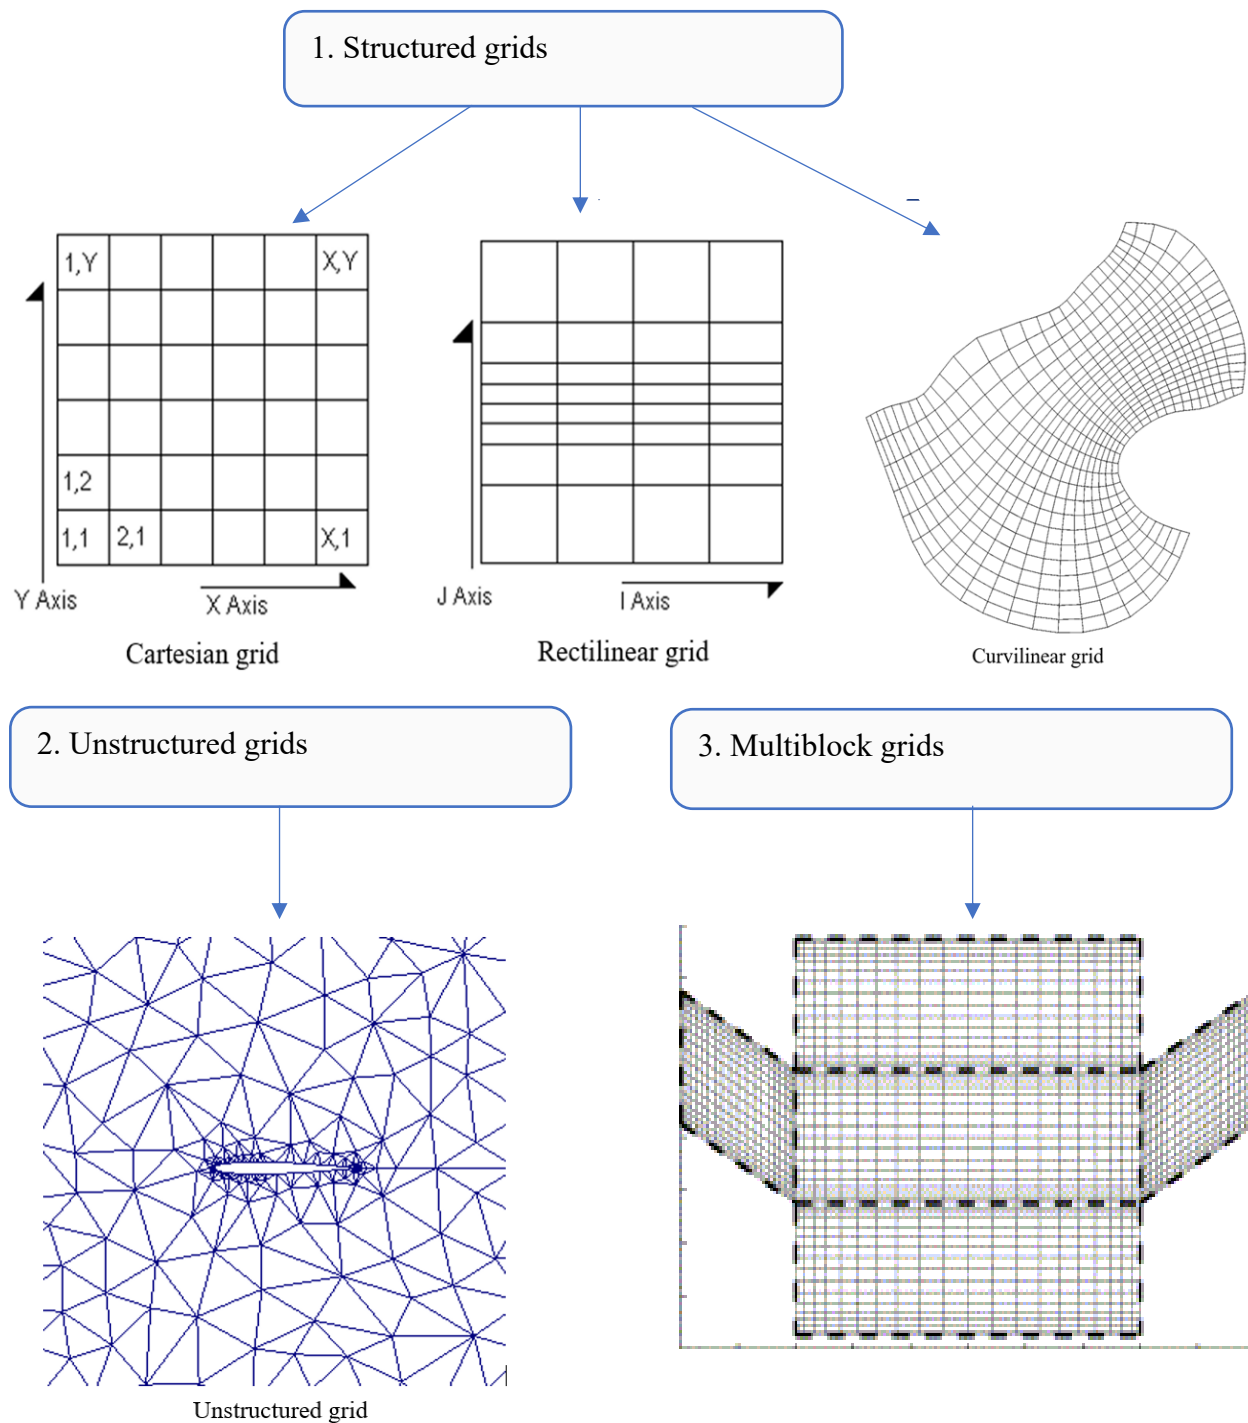 1. Structured grids
1,Y
X,Y
1,2
1,1
2,1
X,1
Y Axis
X Axis
Cartesian grid
J Axis
I Axis
Rectilinear grid
Curvilinear grid
2. Unstructured grids
3. Multiblock grids
Unstructured grid